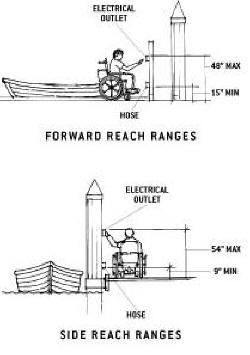 ELECTRICAL
OUTLET
48" MAX
15" MIN
HOSE
FORWARD REACH RANGES
ELECTRICAL
OUTLET
54" MAX
9" MIN
HOSE
SIDE REACH RANGES